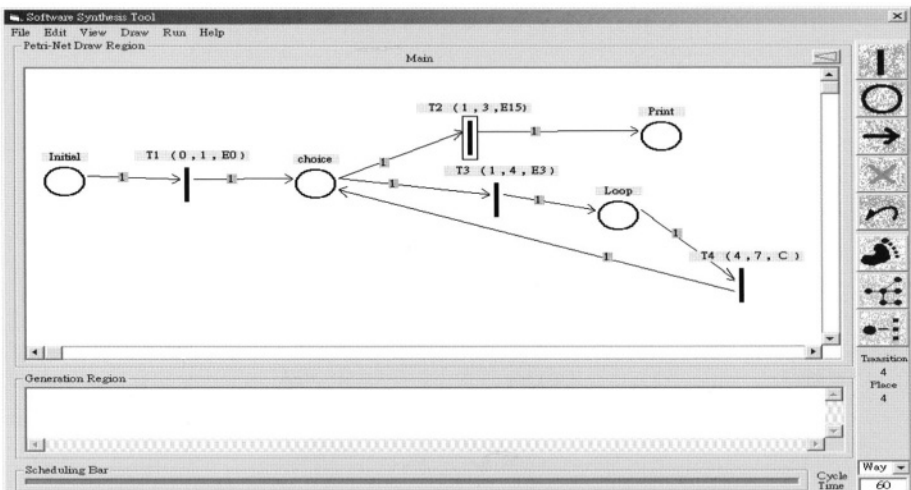 Software Synthesis Tool
File Edit View Draw Run Help
Petri-Net Draw Region
Main
T2 (1,3,E15)
Print
1
Initial
T1 (0,1,E0)
choice
1
1
1
T3 (1,4,E3)
1
1
Loop
1
1
T4 (4,7,C)
Transition
4
Place
4
Generation Region
Scheduling Bar
Cycle
Time
Way
60